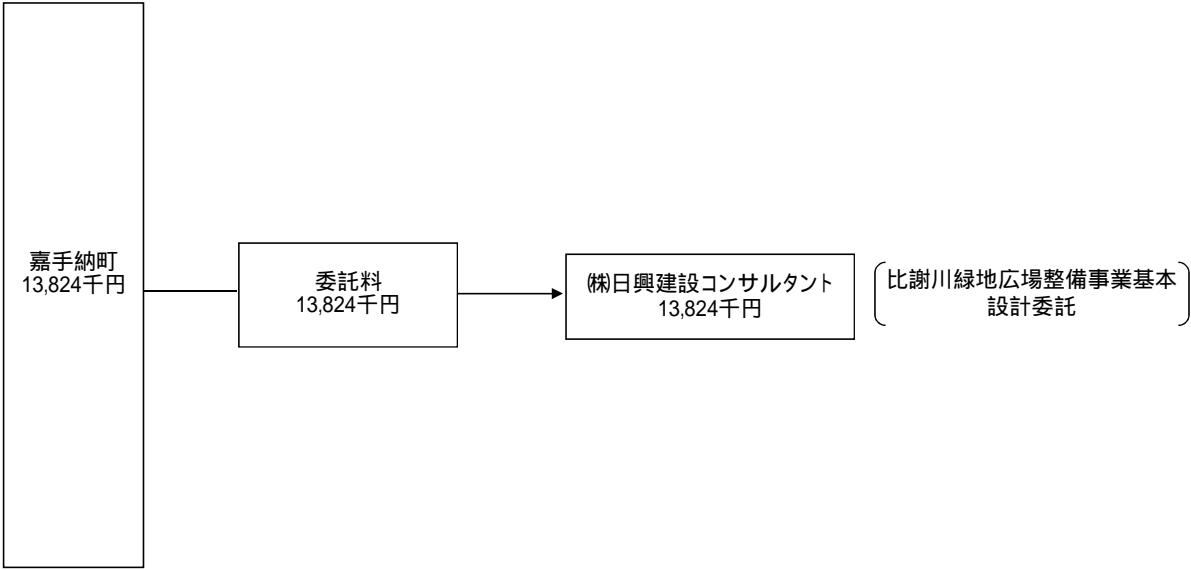 嘉手納町
13,824千円
委託料
13,824千円
㈱日興建設コンサルタント
13,824千円
比謝川緑地広場整備事業基本
設計委託